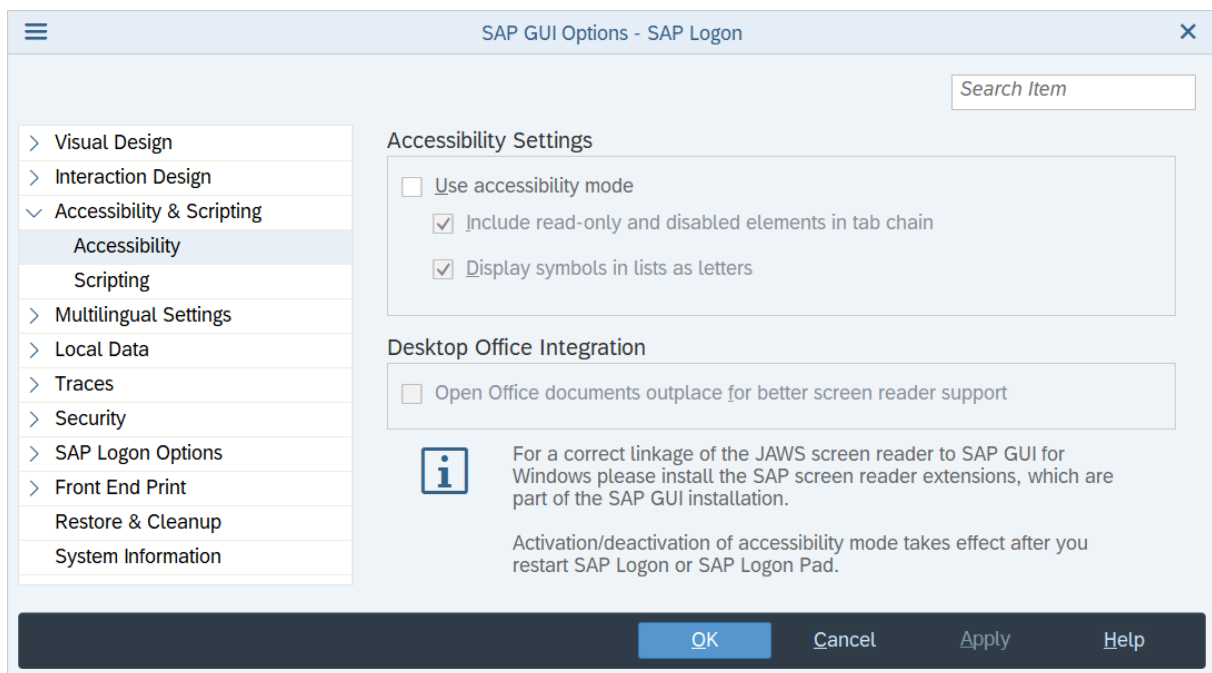 SAP GUI Options - SAP Logon
Search Item
Visual Design
Interaction Design
Accessibility & Scripting
Accessibility
Scripting
Multilingual Settings
Local Data
Traces
Security
SAP Logon Options
Front End Print
Restore & Cleanup
System Information
Accessibility Settings
Use accessibility mode
Include read-only and disabled elements in tab chain
Display symbols in lists as letters
Desktop Office Integration
Open Office documents outplace for better screen reader support
For a correct linkage of the JAWS screen reader to SAP GUI for
Windows please install the SAP screen reader extensions, which are
part of the SAP GUI installation.
Activation/deactivation of accessibility mode takes effect after you
restart SAP Logon or SAP Logon Pad.
OK
Cancel
Apply
Help